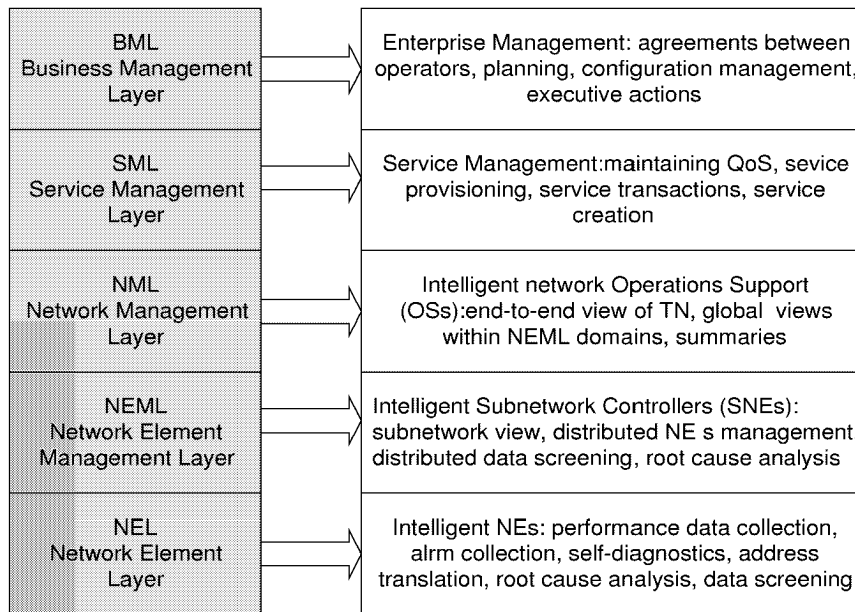 BML
Business Management
Layer
Enterprise Management: agreements between
operators, planning, configuration management,
executive actions
SML
Service Management
Layer
Service Management:maintaining QoS, sevice
provisioning, service transactions, service
creation
NML
Network Management
Layer
Intelligent network Operations Support
(OSs):end-to-end view of TN, global views
within NEML domains, summaries
NEML
Network Element
Management Layer
Intelligent Subnetwork Controllers (SNEs):
subnetwork view, distributed NE s management
distributed data screening, root cause analysis
NEL
Network Element
Layer
Intelligent NEs: performance data collection,
alrm collection, self-diagnostics, address
translation, root cause analysis, data screening